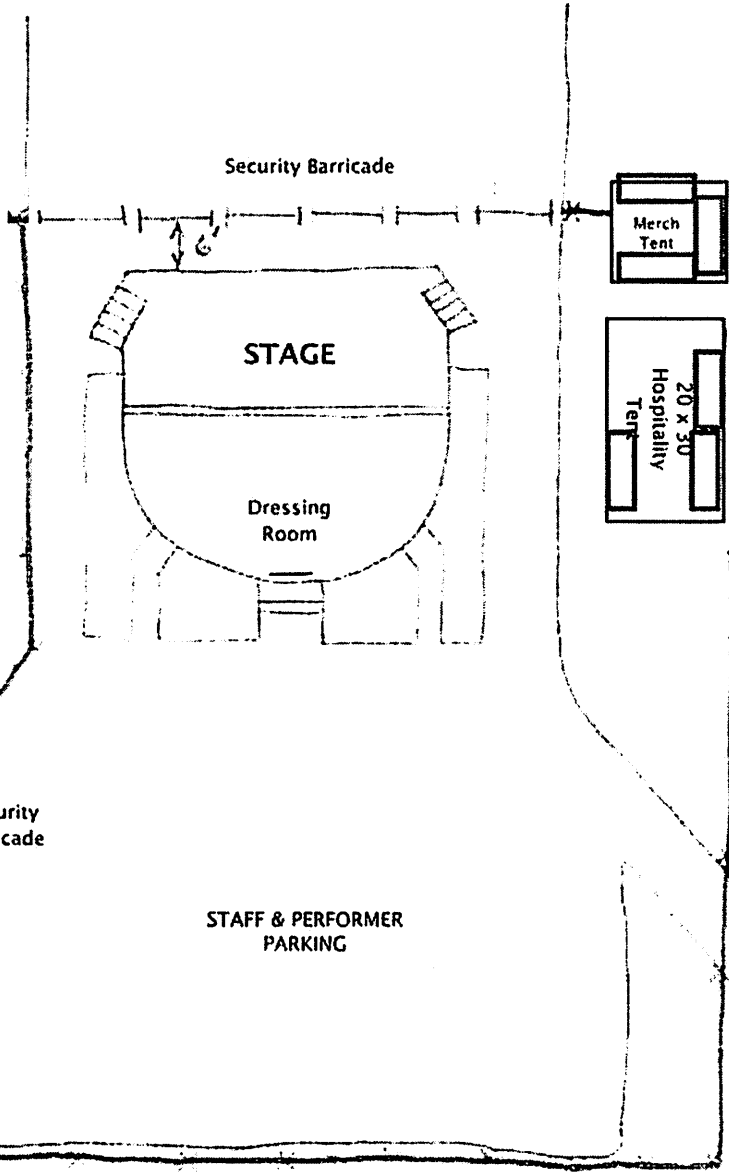 Security Barricade
6'
Merch
Tent
STAGE
20 x 30
Hospitality
Tent
Dressing
Room
urity
cade
STAFF & PERFORMER
PARKING